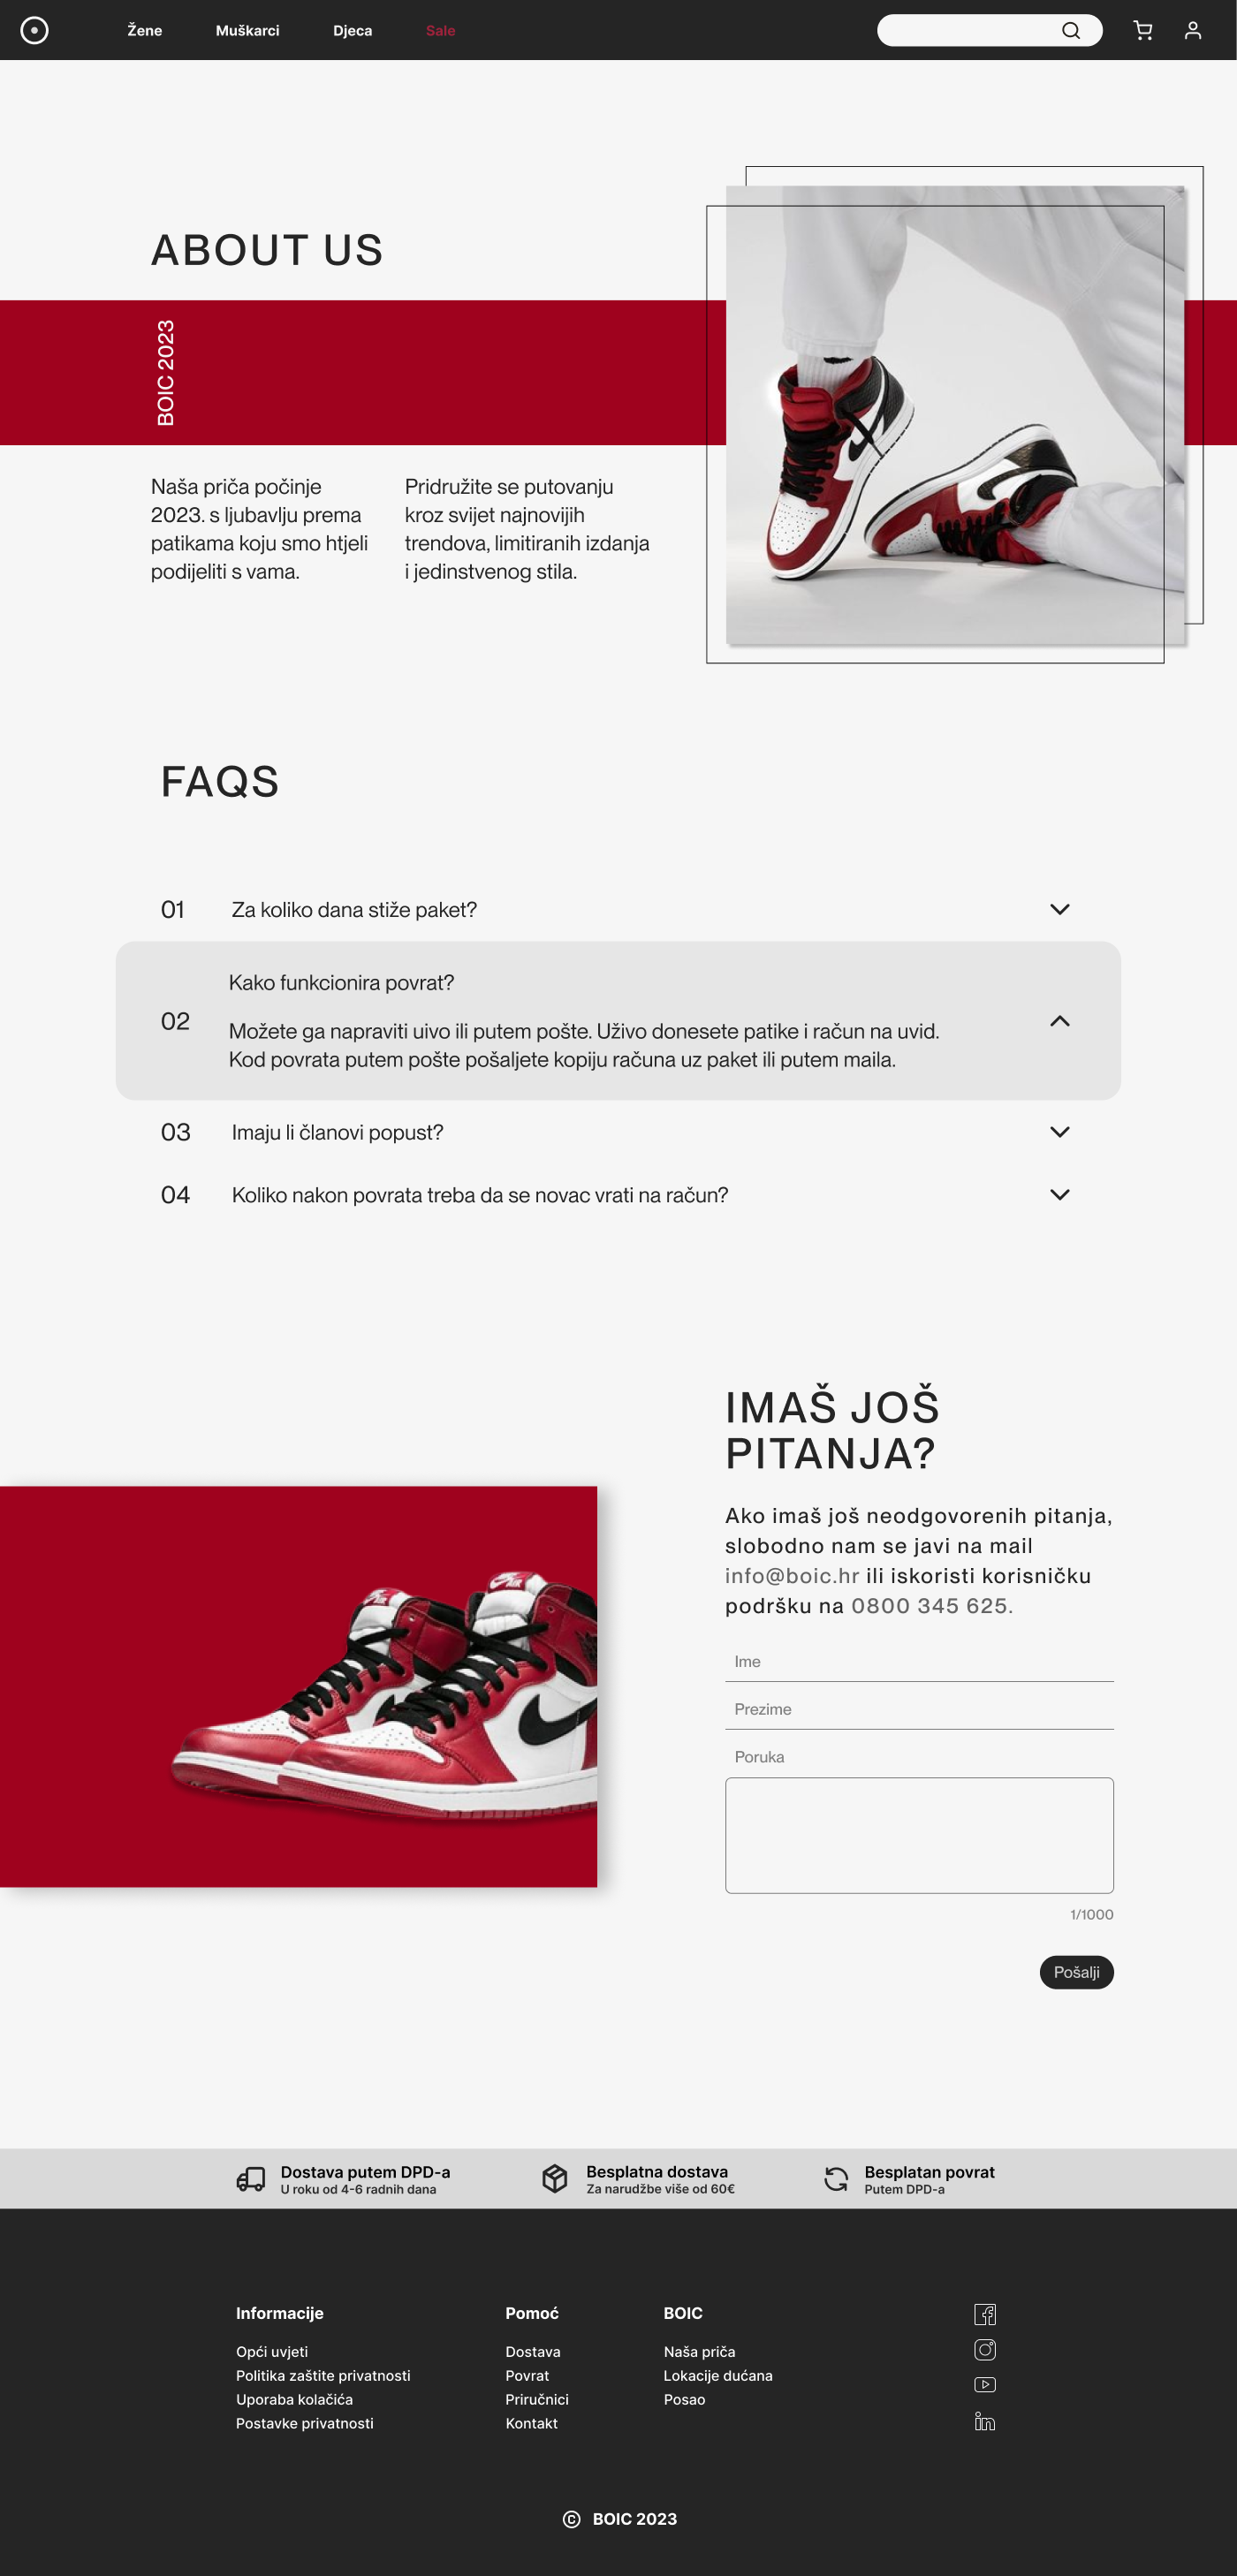 Žene
Muškarci
Djeca
Sale
ABOUT US
BOIC 2023
Naša priča počinje
2023. s ljubavlju prema
patikama koju smo htjeli
podijeliti s vama.
Pridružite se putovanju
kroz svijet najnovijih
trendova, limitiranih izdanja
i jedinstvenog stila.
FAQS
01 Za koliko dana stiže paket?
Kako funkcionira povrat?
02
Možete ga napraviti uivo ili putem pošte. Uživo donesete patike i račun na uvid.
Kod povrata putem pošte pošaljete kopiju računa uz paket ili putem maila.
03 Imaju li članovi popust?
04 Koliko nakon povrata treba da se novac vrati na račun?
IMAŠ JOŠ
PITANJA?
Ako imaš još neodgovorenih pitanja,
slobodno nam se javi na mail
info@boic.hr ili iskoristi korisničku
podršku na 0800 345 625.
Ime
Prezime
Poruka
1/1000
Pošalji
Dostava putem DPD-a
U roku od 4-6 radnih dana
Besplatna dostava
Za narudžbe više od 60€
Besplatan povrat
Putem DPD-a
Informacije
Opći uvjeti
Politika zaštite privatnosti
Uporaba kolačića
Postavke privatnosti
Pomoć
Dostava
Povrat
Priručnici
Kontakt
BOIC
Naša priča
Lokacije dućana
Posao
© BOIC 2023